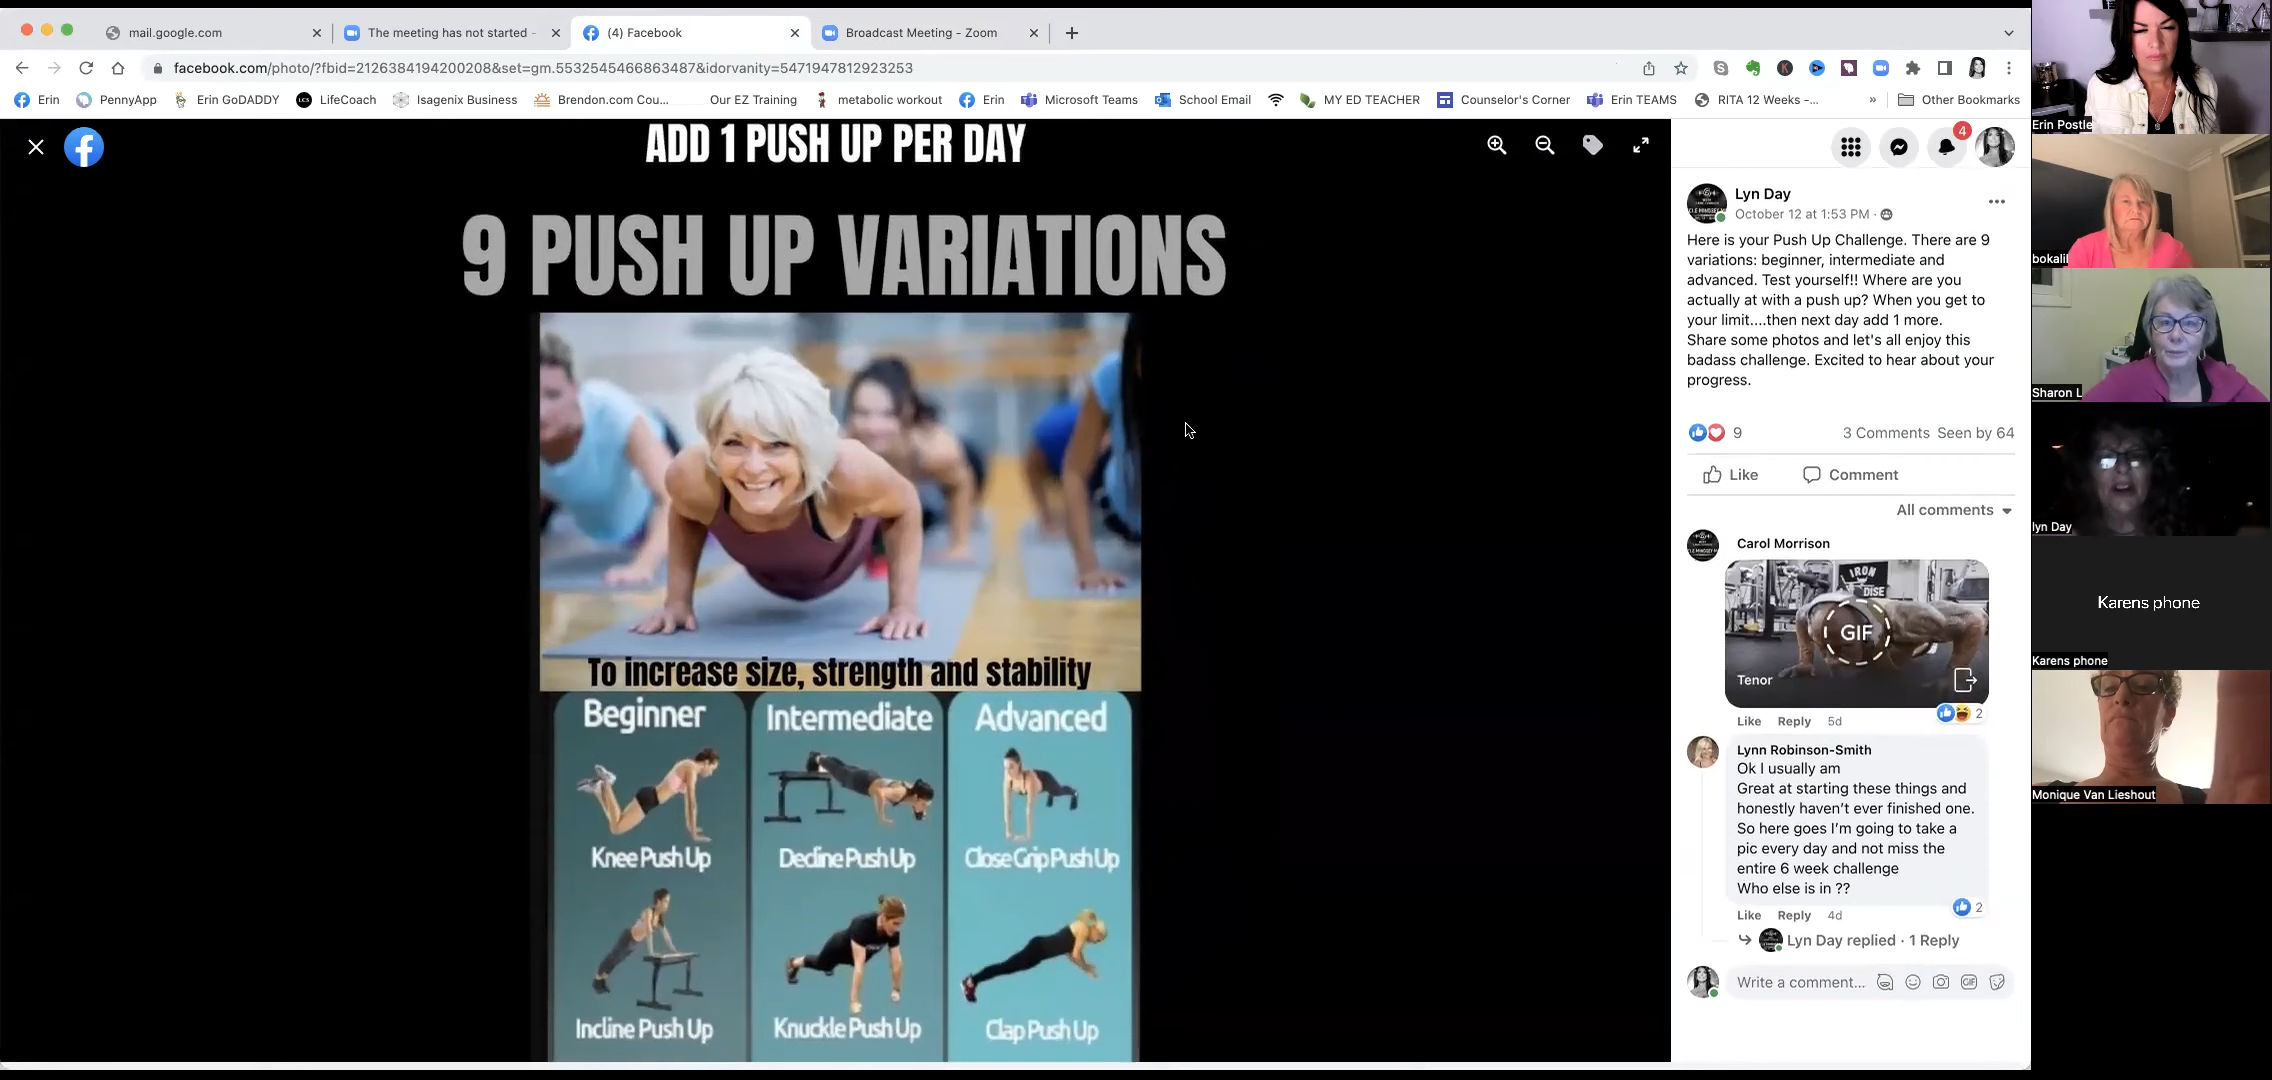 mail.google.com
The meeting has not started -
(4) Facebook
Broadcast Meeting - Zoom
facebook.com/photo/?fbid=2126384194200208&set=gm.5532545466863487&idorvanity=5471947812923253
Erin
PennyApp
Erin GoDADDY
LifeCoach
Isagenix Business
Brendon.com Cou...
Our EZ Training
metabolic workout
Erin
Microsoft Teams
School Email
MY ED TEACHER
Counselor's Corner
Erin TEAMS
RITA 12 Weeks -...
»
Other Bookmarks
ADD 1 PUSH UP PER DAY
9 PUSH UP VARIATIONS
To increase size, strength and stability
Beginner
Intermediate
Advanced
Knee Push Up
Decline Push Up
Close Grip Push Up
Incline Push Up
Knuckle Push Up
Clap Push Up
4
Lyn Day
October 12 at 1:53 PM ·
Here is your Push Up Challenge. There are 9
variations: beginner, intermediate and
advanced. Test yourself!! Where are you
actually at with a push up? When you get to
your limit....then next day add 1 more.
Share some photos and let's all enjoy this
badass challenge. Excited to hear about your
progress.
9
3 Comments Seen by 64
Like
Comment
All comments
Carol Morrison
IRON
DISE
GIF
Tenor
2
Like Reply 5d
Lynn Robinson-Smith
Ok I usually am
Great at starting these things and
honestly haven't ever finished one.
So here goes I'm going to take a
pic every day and not miss the
entire 6 week challenge
Who else is in ??
2
Like Reply 4d
Lyn Day replied · 1 Reply
Write a comment...
Erin Postle
bokalil
Sharon L
lyn Day
Karens phone
Karens phone
Monique Van Lieshout